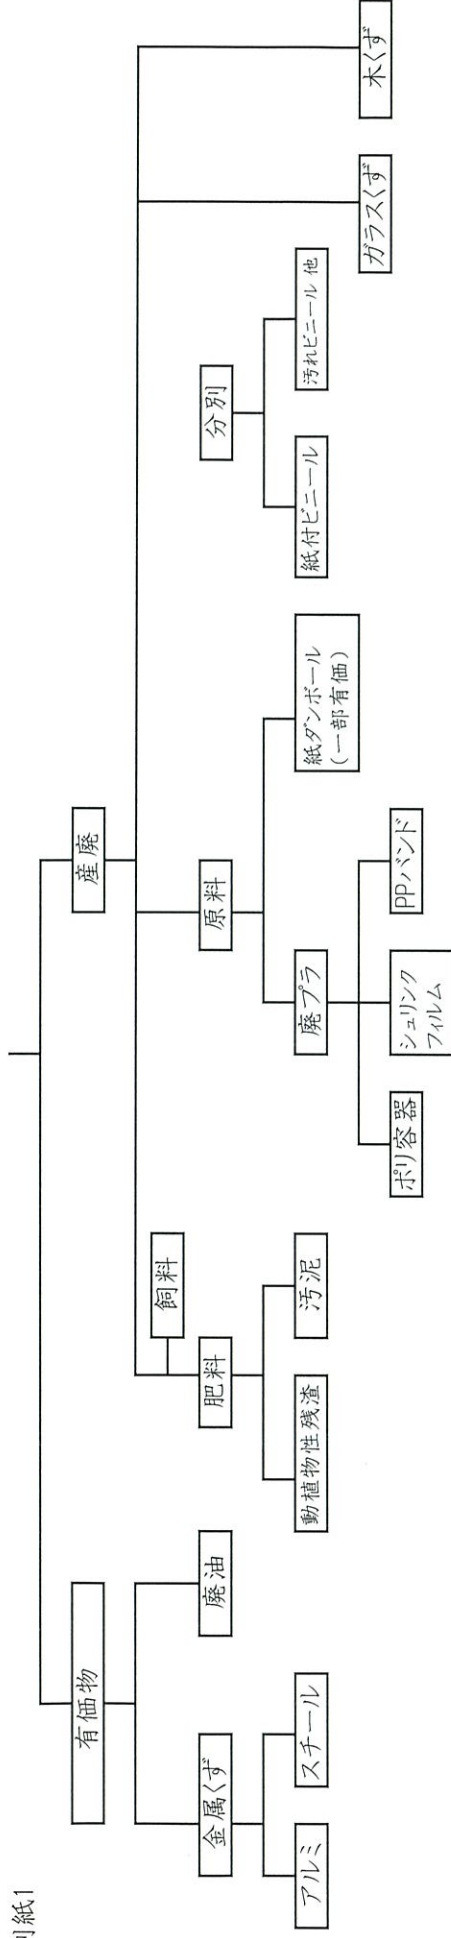 別紙1
有価物
産廃
金属くず
廃油
アルミ
スチール
飼料
肥料
動植物性残渣
汚泥
原料
廃プラ
ポリ容器
シュリンク
フィルム
PPバンド
紙ダンボール
(一部有価)
分別
紙付ビニール
汚れビニール 他
ガラスくず
木くず